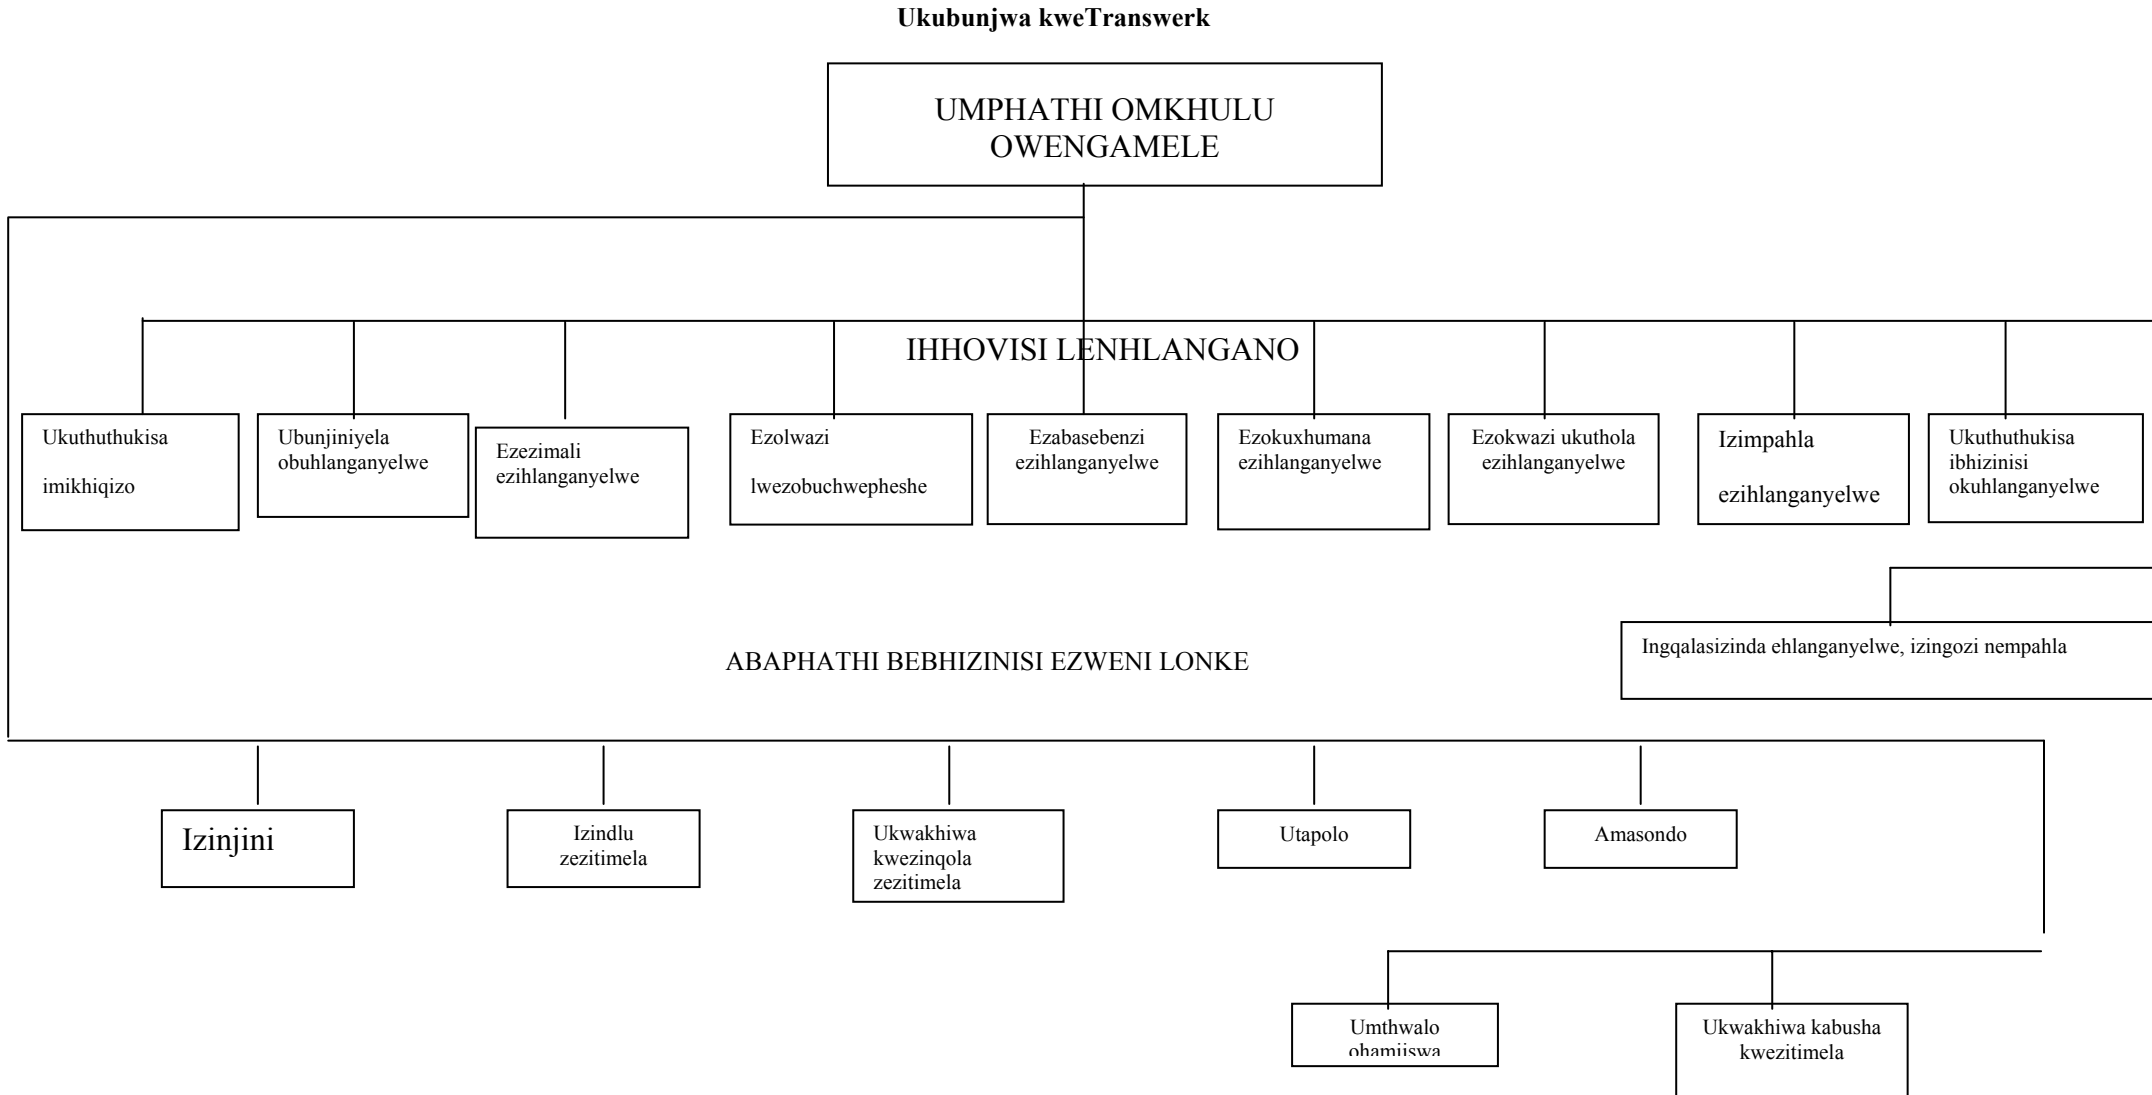 Ukubunjwa kweTranswerk
UMPHATHI OMKHULU
OWENGAMELE
IHHOVISI LENHLANGANO
Ukuthuthukisa
imikhiqizo
Ubunjiniyela
obuhlanganyelwe
Ezezimali
ezihlanganyelwe
Ezolwazi
lwezobuchwepheshe
Ezabasebenzi
ezihlanganyelwe
Ezokuxhumana
ezihlanganyelwe
Ezokwazi ukuthola
ezihlanganyelwe
Izimpahla
ezihlanganyelwe
Ukuthuthukisa
ibhizinisi
okuhlanganyelwe
Ingqalasizinda ehlanganyelwe, izingozi nempahla
ABAPHATHI BEBHIZINISI EZWENI LONKE
Izinjini
Izindlu
zezitimela
Ukwakhiwa
kwezinqola
zezitimela
Utapolo
Amasondo
Umthwalo
Ukwakhiwa kabusha
kwezitimela